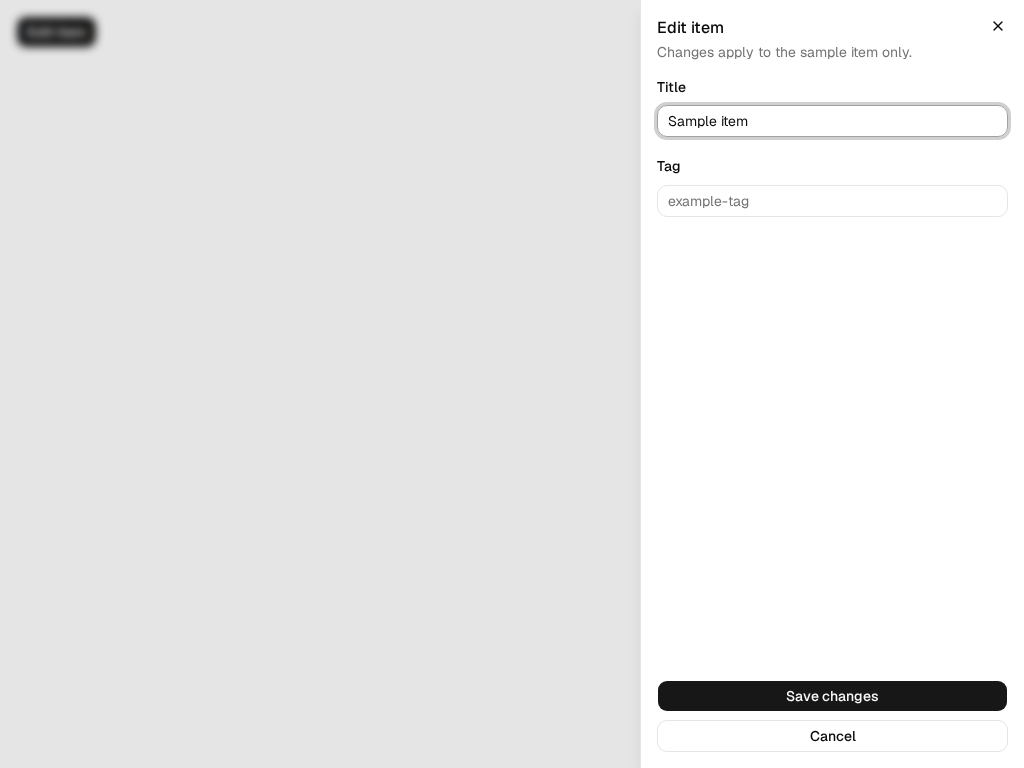 Edit item
Changes apply to the sample item only.
Title
Sample item
Tag
example-tag
Save changes
Cancel